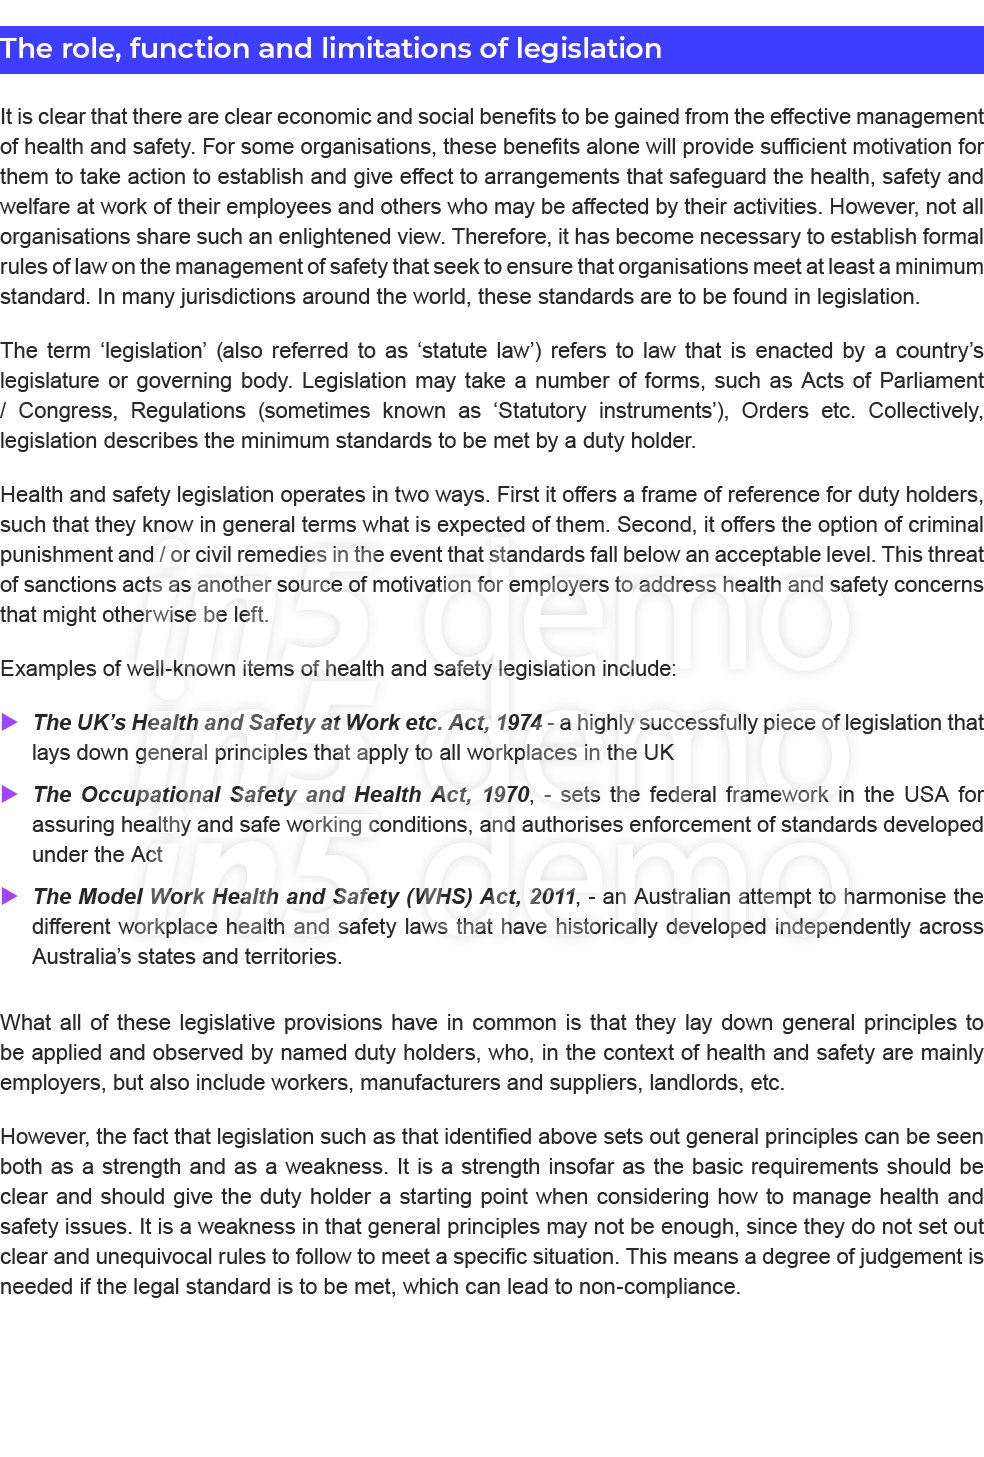 The role, function and limitations of legislation
It is clear that there are clear economic and social benefits to be gained from the effective management
of health and safety. For some organisations, these benefits alone will provide sufficient motivation for
them to take action to establish and give effect to arrangements that safeguard the health, safety and
welfare at work of their employees and others who may be affected by their activities. However, not all
organisations share such an enlightened view. Therefore, it has become necessary to establish formal
rules of law on the management of safety that seek to ensure that organisations meet at least a minimum
standard. In many jurisdictions around the world, these standards are to be found in legislation.
The term ‘legislation’ (also referred to as ‘statute law’) refers to law that is enacted by a country’s
legislature or governing body. Legislation may take a number of forms, such as Acts of Parliament
/ Congress, Regulations (sometimes known as ‘Statutory instruments’), Orders etc. Collectively,
legislation describes the minimum standards to be met by a duty holder.
Health and safety legislation operates in two ways. First it offers a frame of reference for duty holders,
such that they know in general terms what is expected of them. Second, it offers the option of criminal
punishment and / or civil remedies in the event that standards fall below an acceptable level. This threat
of sanctions acts as another source of motivation for employers to address health and safety concerns
that might otherwise be left.
Examples of well-known items of health and safety legislation include:
The UK’s Health and Safety at Work etc. Act, 1974 - a highly successfully piece of legislation that
lays down general principles that apply to all workplaces in the UK
The Occupational Safety and Health Act, 1970, - sets the federal framework in the USA for
assuring healthy and safe working conditions, and authorises enforcement of standards developed
under the Act
The Model Work Health and Safety (WHS) Act, 2011, - an Australian attempt to harmonise the
different workplace health and safety laws that have historically developed independently across
Australia’s states and territories.
What all of these legislative provisions have in common is that they lay down general principles to
be applied and observed by named duty holders, who, in the context of health and safety are mainly
employers, but also include workers, manufacturers and suppliers, landlords, etc.
However, the fact that legislation such as that identified above sets out general principles can be seen
both as a strength and as a weakness. It is a strength insofar as the basic requirements should be
clear and should give the duty holder a starting point when considering how to manage health and
safety issues. It is a weakness in that general principles may not be enough, since they do not set out
clear and unequivocal rules to follow to meet a specific situation. This means a degree of judgement is
needed if the legal standard is to be met, which can lead to non-compliance.
in5 demo
in5 demo
in5 demo